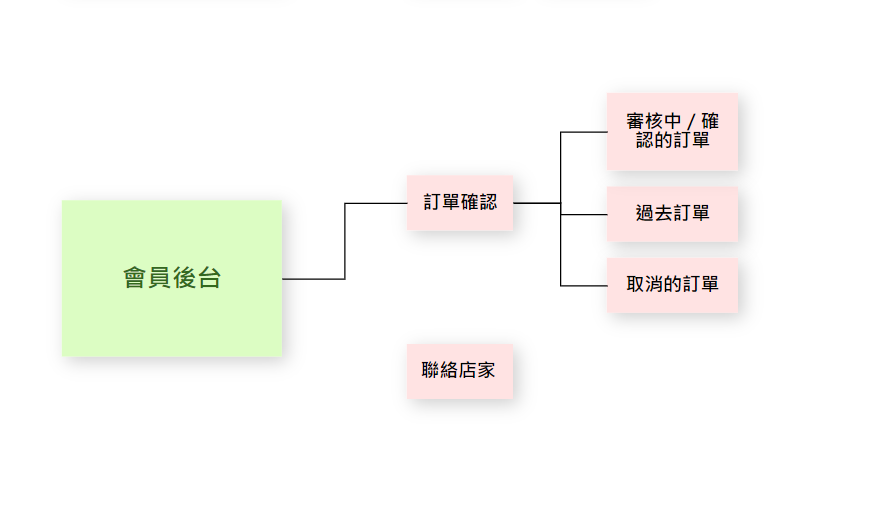 審核中 / 確
認的訂單
訂單確認
過去訂單
會員後台
取消的訂單
聯絡店家